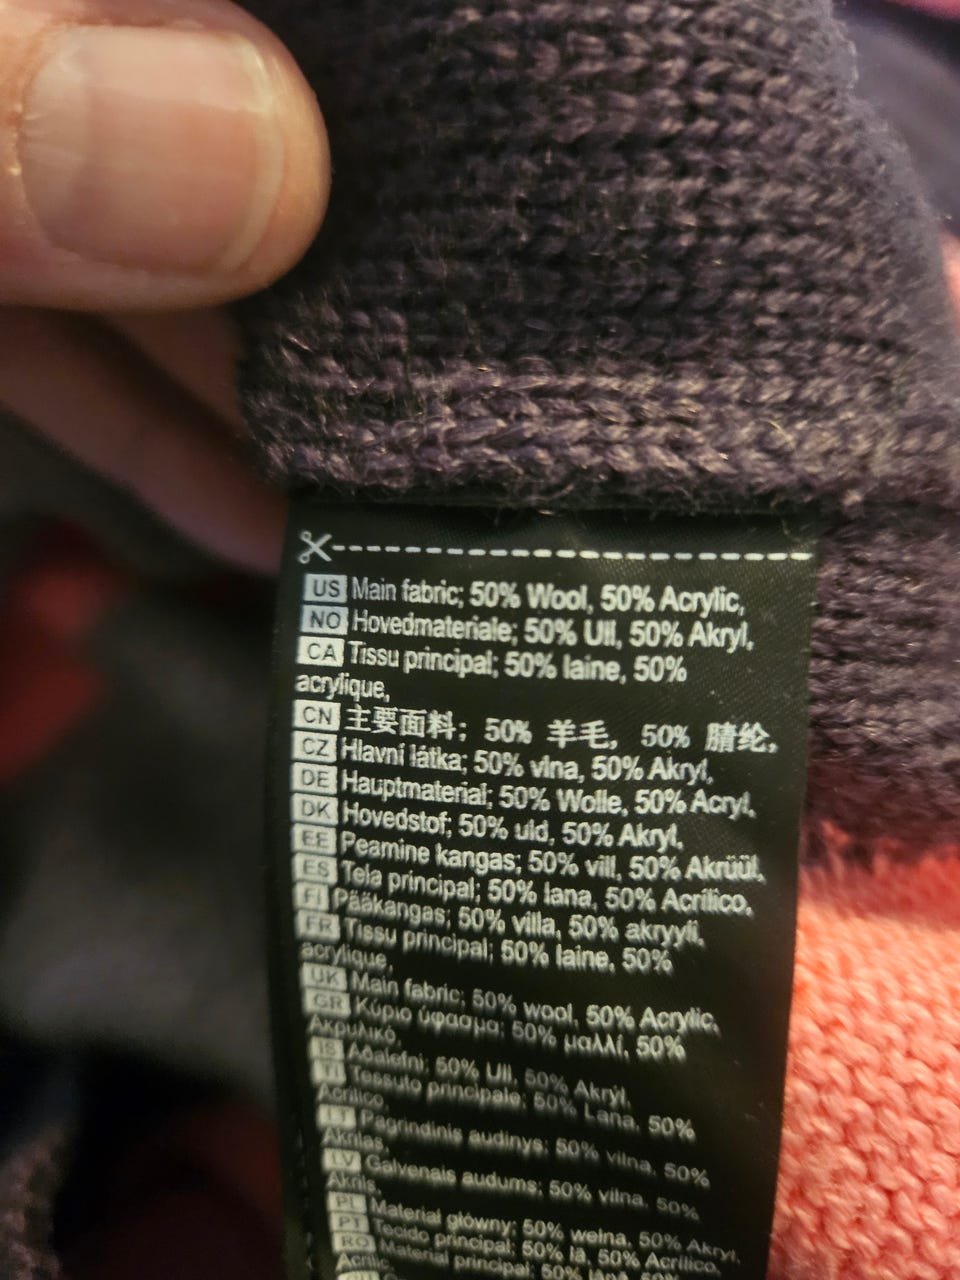 US Main fabric; 50% Wool, 50% Acrylic,
NO Hovedmateriale; 50% Ull, 50% Akryl,
CA Tissu principal; 50% laine, 50%
acrylique,
CN 主要面料； 50% 羊毛， 50% 腈纶，
CZ Hlavní látka; 50% vlna, 50% Akryl,
DE Hauptmaterial; 50% Wolle, 50% Acryl,
DK Hovedstof; 50% uld, 50% Akryl,
EE Peamine kangas; 50% vill, 50% Akrüül,
ES Tela principal; 50% lana, 50% Acrílico,
FI Pääkangas; 50% villa, 50% akryyli,
FR Tissu principal; 50% laine, 50%
acrylique,
UK Main fabric; 50% wool, 50% Acrylic,
GR Κύριο ύφασμα; 50% μαλλί, 50%
Ακρυλικό,
IS Aðalefni; 50% Ull, 50% Akrýl,
TI Tessuto principale; 50% Lana, 50%
Acrilico,
LT Pagrindinis audinys; 50% vilna, 50%
Akrilas,
LV Galvenais audums; 50% vilna, 50%
Akrils,
PL Materiał główny; 50% wełna, 50% Akryl,
PT Tecido principal; 50% lã, 50% Acrílico,
RO Material principal; 50% lână, 50%
Acrilic,